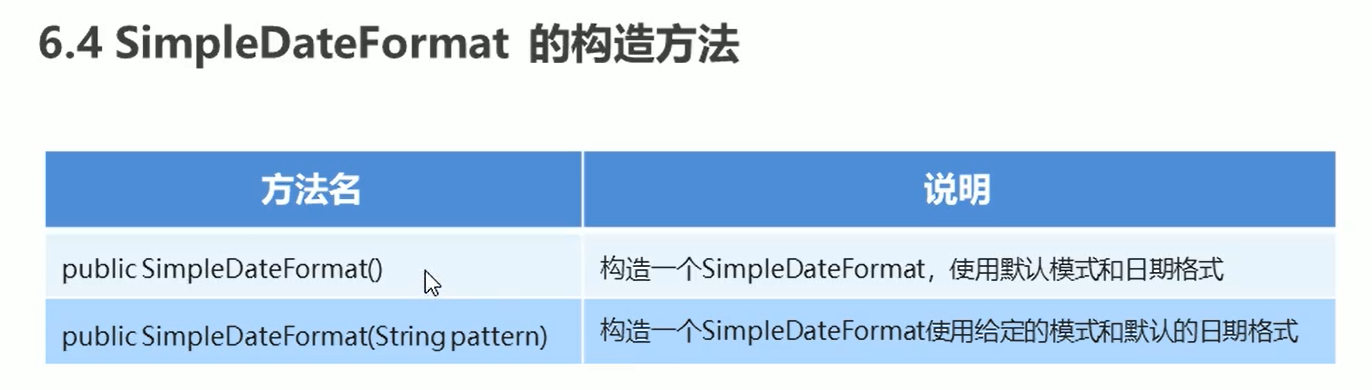 6.4 SimpleDateFormat 的构造方法
方法名 说明
public SimpleDateFormat() 构造一个SimpleDateFormat，使用默认模式和日期格式
public SimpleDateFormat(String pattern) 构造一个SimpleDateFormat使用给定的模式和默认的日期格式